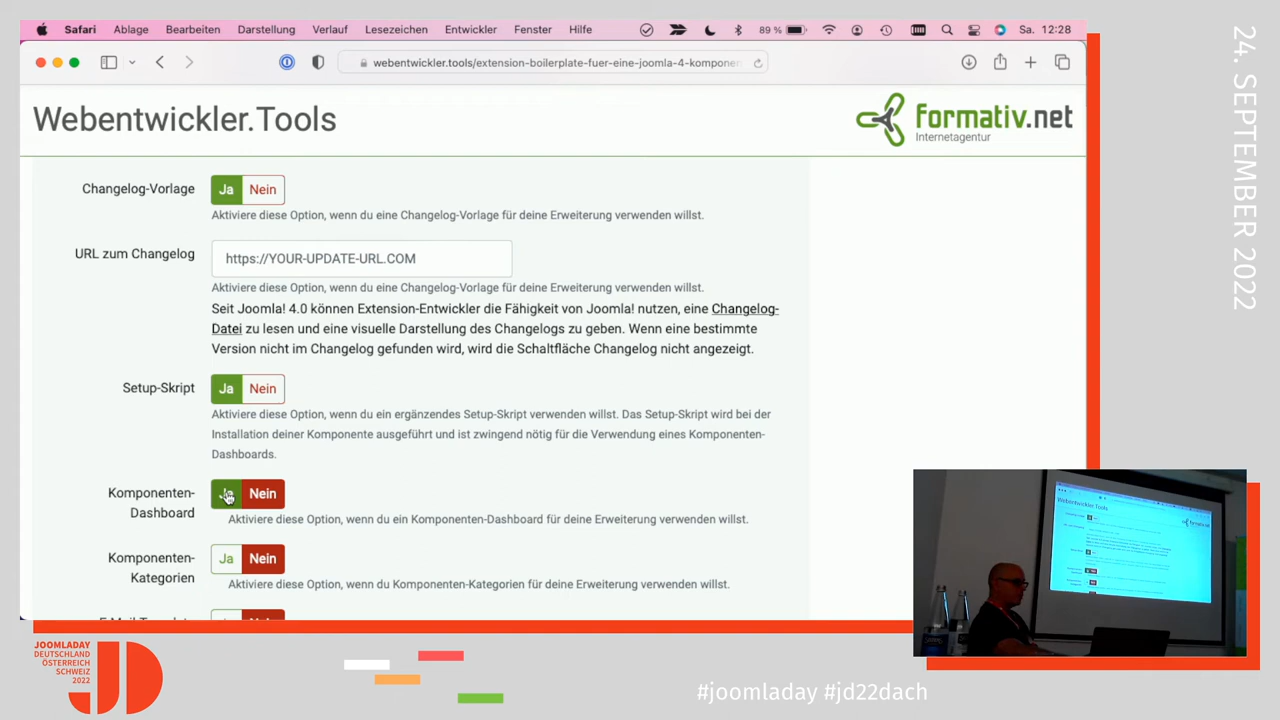 Safari Ablage Bearbeiten Darstellung Verlauf Lesezeichen Entwickler Fenster Hilfe 89 % Sa. 12:28
webentwickler.tools/extension-boilerplate-fuer-eine-joomla-4-kompone
Webentwickler.Tools
formativ.net
Internetagentur
Changelog-Vorlage Ja Nein
Aktiviere diese Option, wenn du eine Changelog-Vorlage für deine Erweiterung verwenden willst.
URL zum Changelog https://YOUR-UPDATE-URL.COM
Aktiviere diese Option, wenn du eine Changelog-Vorlage für deine Erweiterung verwenden willst.
Seit Joomla! 4.0 können Extension-Entwickler die Fähigkeit von Joomla! nutzen, eine Changelog-
Datei zu lesen und eine visuelle Darstellung des Changelogs zu geben. Wenn eine bestimmte
Version nicht im Changelog gefunden wird, wird die Schaltfläche Changelog nicht angezeigt.
Setup-Skript Ja Nein
Aktiviere diese Option, wenn du ein ergänzendes Setup-Skript verwenden willst. Das Setup-Skript wird bei der
Installation deiner Komponente ausgeführt und ist zwingend nötig für die Verwendung eines Komponenten-
Dashboards.
Komponenten-
Dashboard
Ja Nein
Aktiviere diese Option, wenn du ein Komponenten-Dashboard für deine Erweiterung verwenden willst.
Komponenten-
Kategorien
Ja Nein
Aktiviere diese Option, wenn du Komponenten-Kategorien für deine Erweiterung verwenden willst.
24. SEPTEMBER 2022
Webentwickler Tools
JOOMLADAY
DEUTSCHLAND
ÖSTERREICH
SCHWEIZ
2022
JD
#joomladay #jd22dach